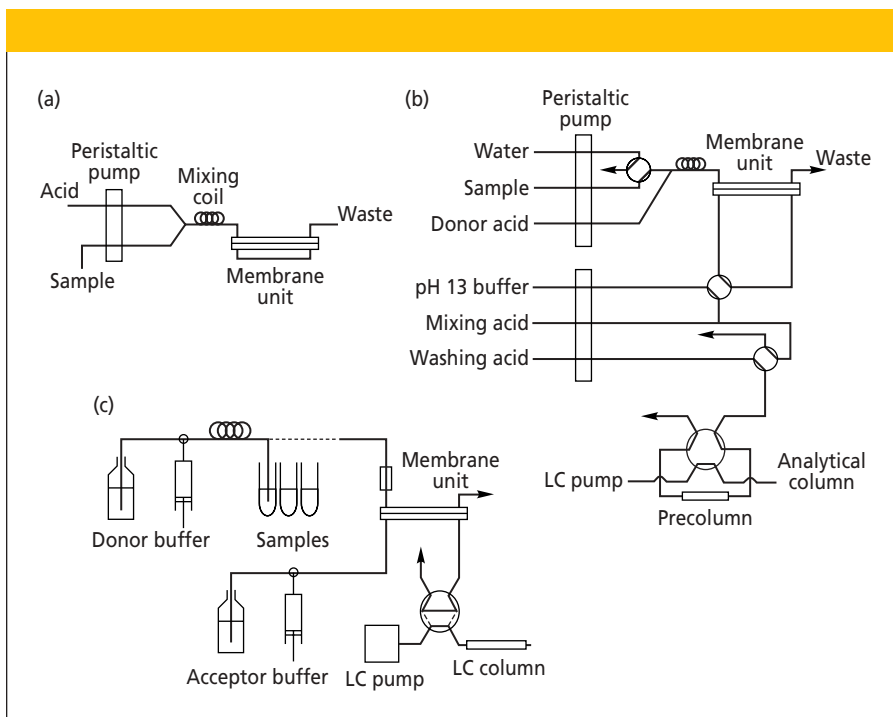 (a)
Peristaltic
pump
Mixing
coil
Acid
Waste
Sample
Membrane
unit
(b)
Peristaltic
pump
Membrane
unit
Water
Waste
Sample
Donor acid
pH 13 buffer
Mixing acid
Washing acid
LC pump
Analytical
column
Precolumn
(c)
Membrane
unit
Donor buffer
Samples
Acceptor buffer
LC pump
LC column